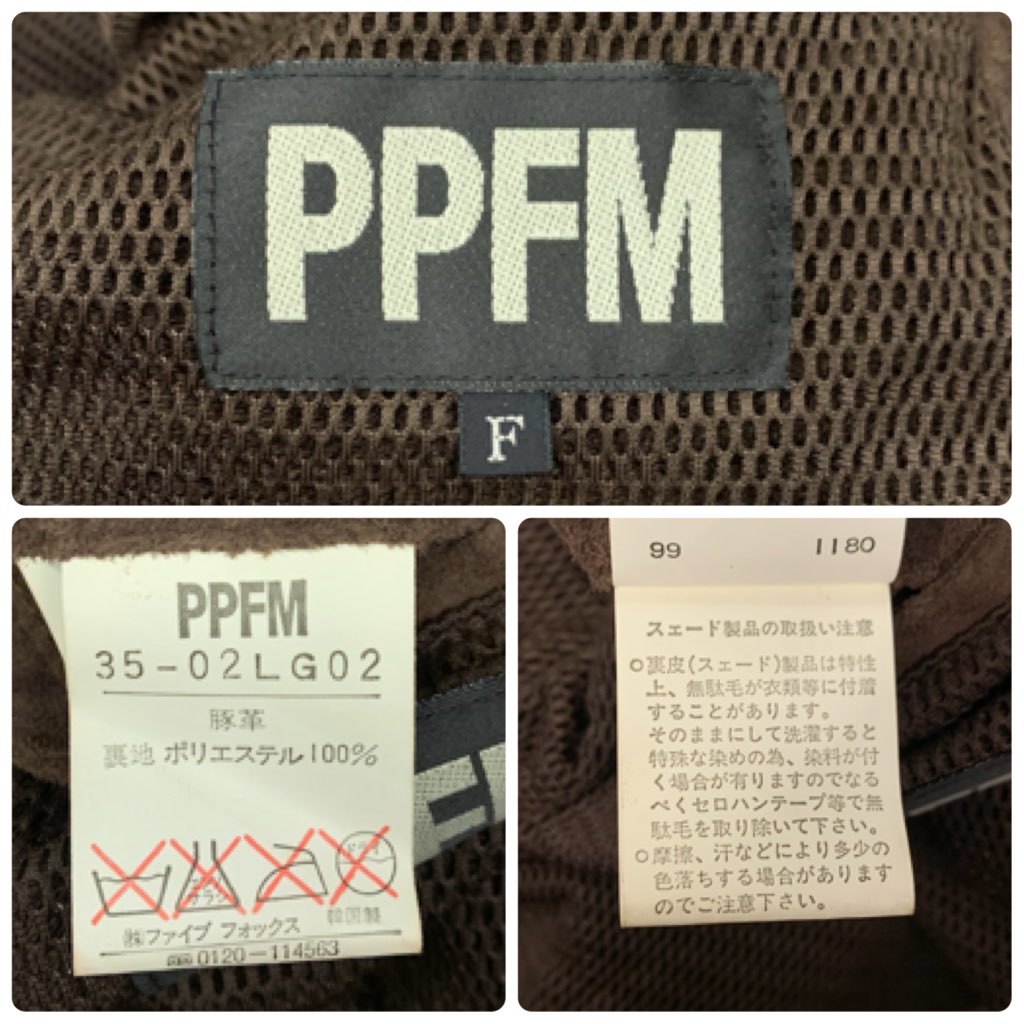 PPFM
F
PPFM
35-02LG02
豚革
裏地 ポリエステル100%
韓国製
㈱ファイブ フォックス
0120-114563
99 1180
スェード製品の取扱い注意
○裏皮(スェード)製品は特性
上、無駄毛が衣類等に付着
することがあります。
そのままにして洗濯すると
特殊な染めの為、染料が付
く場合が有りますのでなる
べくセロハンテープ等で無
駄毛を取り除いて下さい。
○摩擦、汗などにより多少の
色落ちする場合があります
のでご注意下さい。